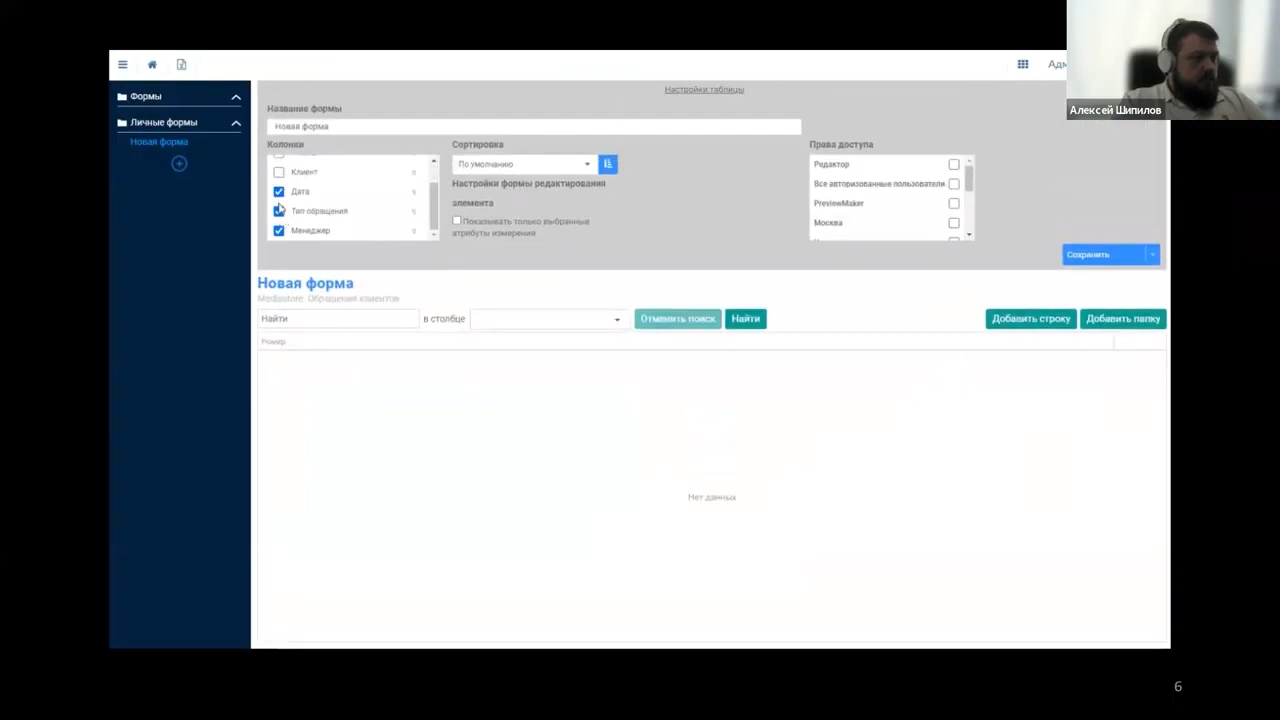 Адм
Алексей Шипилов
Формы
Личные формы
Новая форма
Настройки таблицы
Название формы
Новая форма
Колонки
Клиент
Дата
Тип обращения
Менеджер
Сортировка
По умолчанию
Настройки формы редактирования
элемента
Показывать только выбранные
атрибуты измерения
Права доступа
Редактор
Все авторизованные пользователи
PreviewMaker
Москва
Сохранить
Новая форма
Mediastore. Обращения клиентов
Найти
в столбце
Отменить поиск
Найти
Добавить строку
Добавить папку
Номер
Нет данных
6